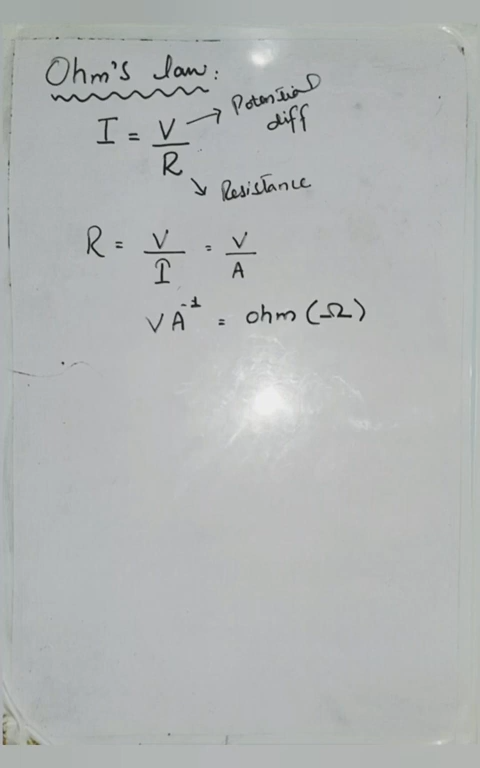 Ohm's law:
I = V/R → Potential diff
↘ Resistance
R = V/I = V/A
VA⁻¹ = ohm (Ω)